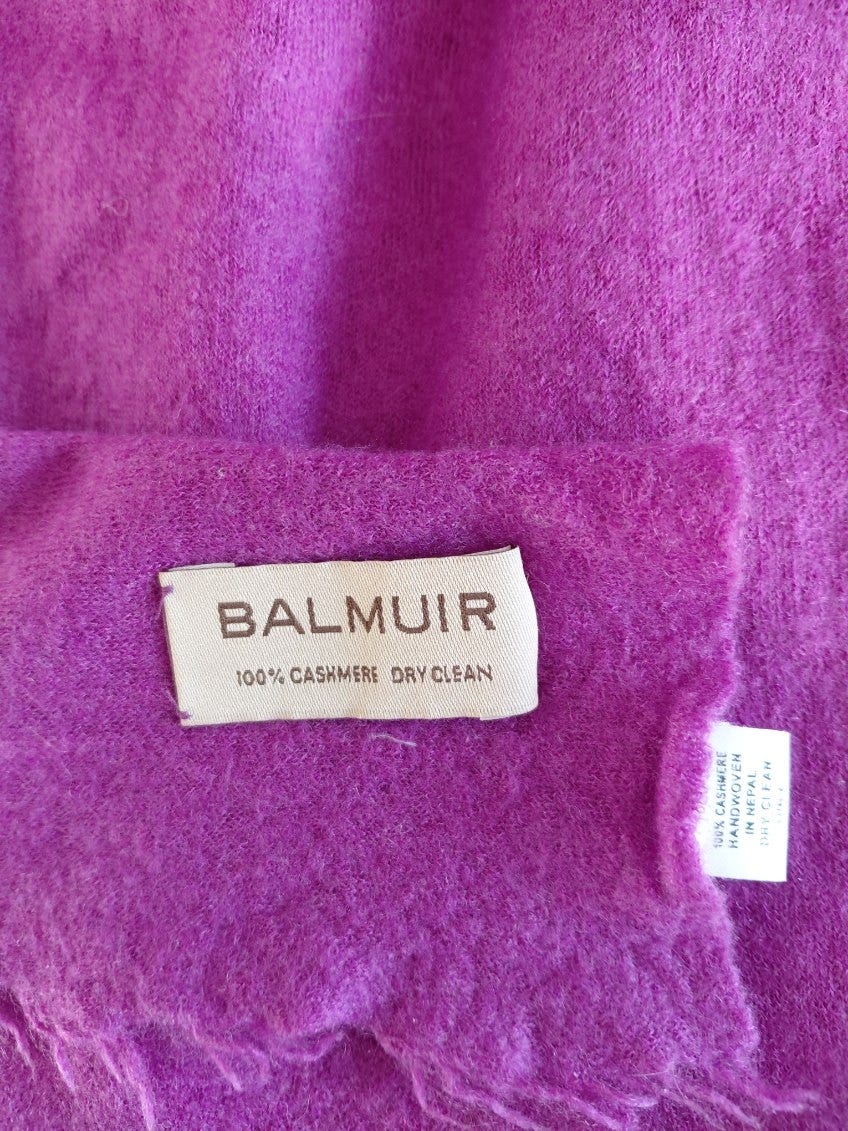 BALMUIR
100% CASHMERE DRY CLEAN
100% CASHMERE
HANDWOVEN
IN NEPAL
DRY CLEAN